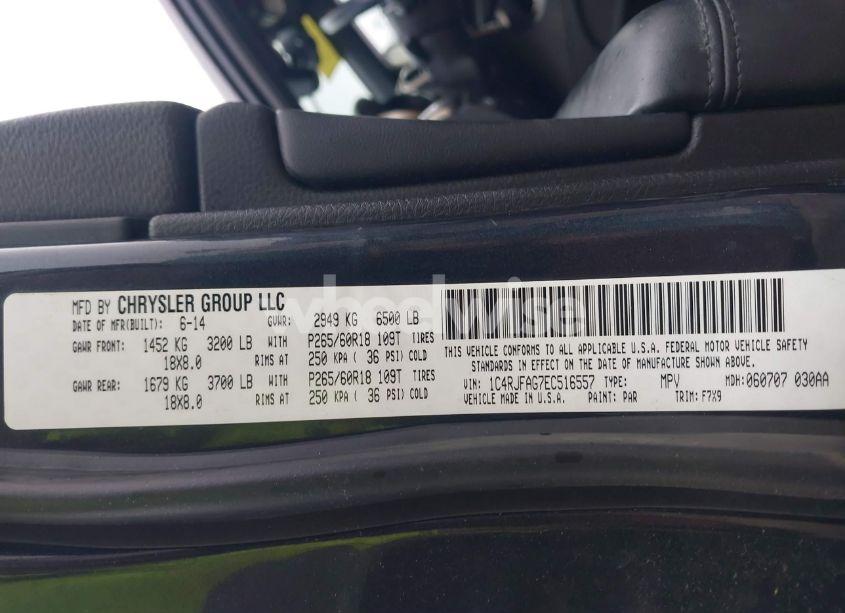 MFD BY CHRYSLER GROUP LLC
DATE OF MFR(BUILT): 6-14 GVWR: 2949 KG 6500 LB
GAWR FRONT: 1452 KG 3200 LB WITH P265/60R18 109T TIRES
18X8.0 RIMS AT 250 KPA ( 36 PSI) COLD
GAWR REAR: 1679 KG 3700 LB WITH P265/60R18 109T TIRES
18X8.0 RIMS AT 250 KPA ( 36 PSI) COLD
THIS VEHICLE CONFORMS TO ALL APPLICABLE U.S.A. FEDERAL MOTOR VEHICLE SAFETY
STANDARDS IN EFFECT ON THE DATE OF MANUFACTURE SHOWN ABOVE.
VIN: 1C4RJFAG7EC516557 TYPE: MPV MDH: 060707 030AA
VEHICLE MADE IN U.S.A. PAINT: PAR TRIM: F7X9
wheelwise